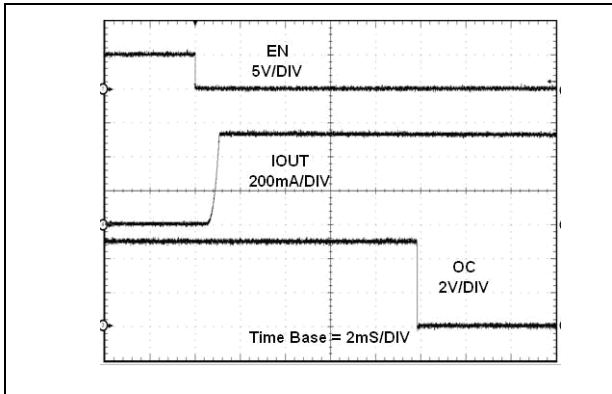 EN
5V/DIV
IOUT
200mA/DIV
OC
2V/DIV
Time Base = 2mS/DIV